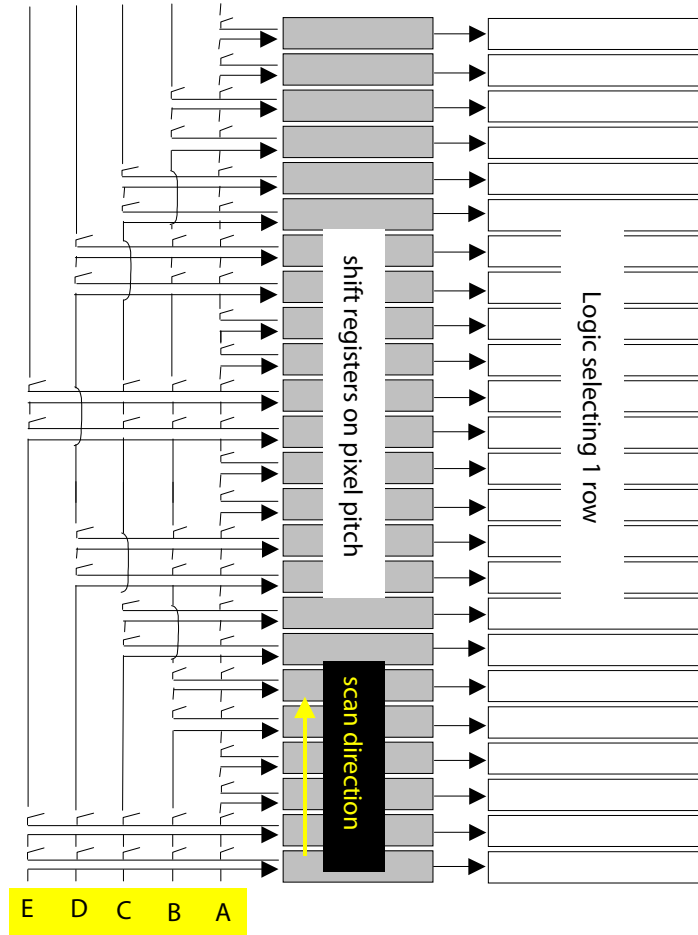 shift registers on pixel pitch
Logic selecting 1 row
scan direction
E D C B A